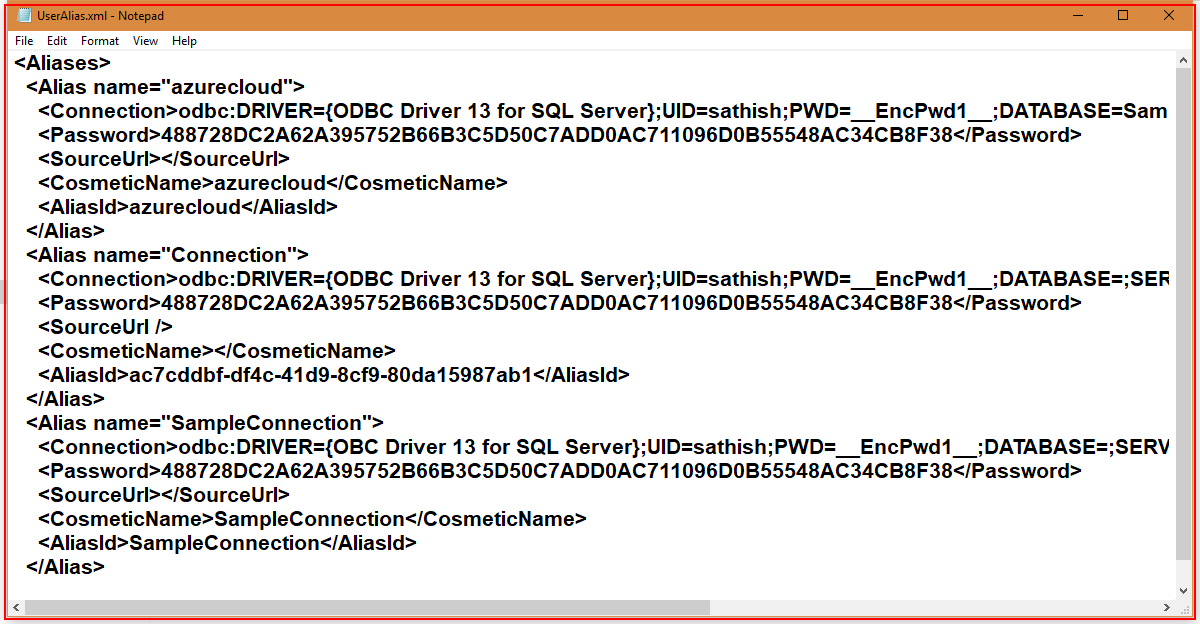 UserAlias.xml - Notepad
File Edit Format View Help
<Aliases>
<Alias name="azurecloud">
<Connection>odbc:DRIVER={ODBC Driver 13 for SQL Server};UID=sathish;PWD=__EncPwd1__;DATABASE=Sam
<Password>488728DC2A62A395752B66B3C5D50C7ADD0AC711096D0B55548AC34CB8F38</Password>
<SourceUrl></SourceUrl>
<CosmeticName>azurecloud</CosmeticName>
<AliasId>azurecloud</AliasId>
</Alias>
<Alias name="Connection">
<Connection>odbc:DRIVER={ODBC Driver 13 for SQL Server};UID=sathish;PWD=__EncPwd1__;DATABASE=;SER
<Password>488728DC2A62A395752B66B3C5D50C7ADD0AC711096D0B55548AC34CB8F38</Password>
<SourceUrl />
<CosmeticName></CosmeticName>
<AliasId>ac7cddbf-df4c-41d9-8cf9-80da15987ab1</AliasId>
</Alias>
<Alias name="SampleConnection">
<Connection>odbc:DRIVER={OBC Driver 13 for SQL Server};UID=sathish;PWD=__EncPwd1__;DATABASE=;SERV
<Password>488728DC2A62A395752B66B3C5D50C7ADD0AC711096D0B55548AC34CB8F38</Password>
<SourceUrl></SourceUrl>
<CosmeticName>SampleConnection</CosmeticName>
<AliasId>SampleConnection</AliasId>
</Alias>